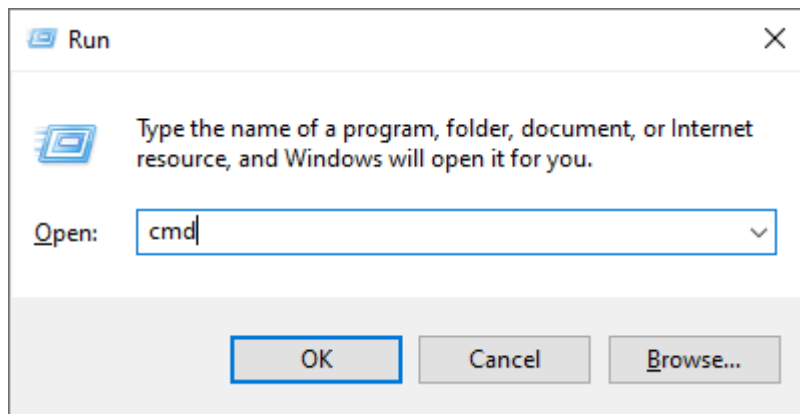 Run
Type the name of a program, folder, document, or Internet
resource, and Windows will open it for you.
Open: cmd
OK Cancel Browse...